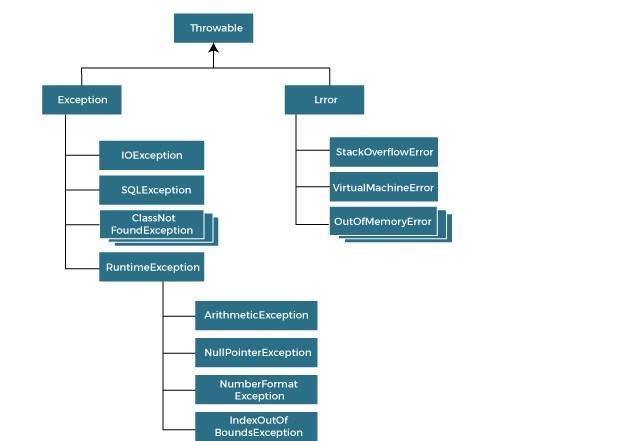 Throwable
Exception
Lrror
IOException
SQLException
ClassNot
FoundException
RuntimeException
StackOverflowError
VirtualMachineError
OutOfMemoryError
ArithmeticException
NullPointerException
NumberFormat
Exception
IndexOutOf
BoundsException